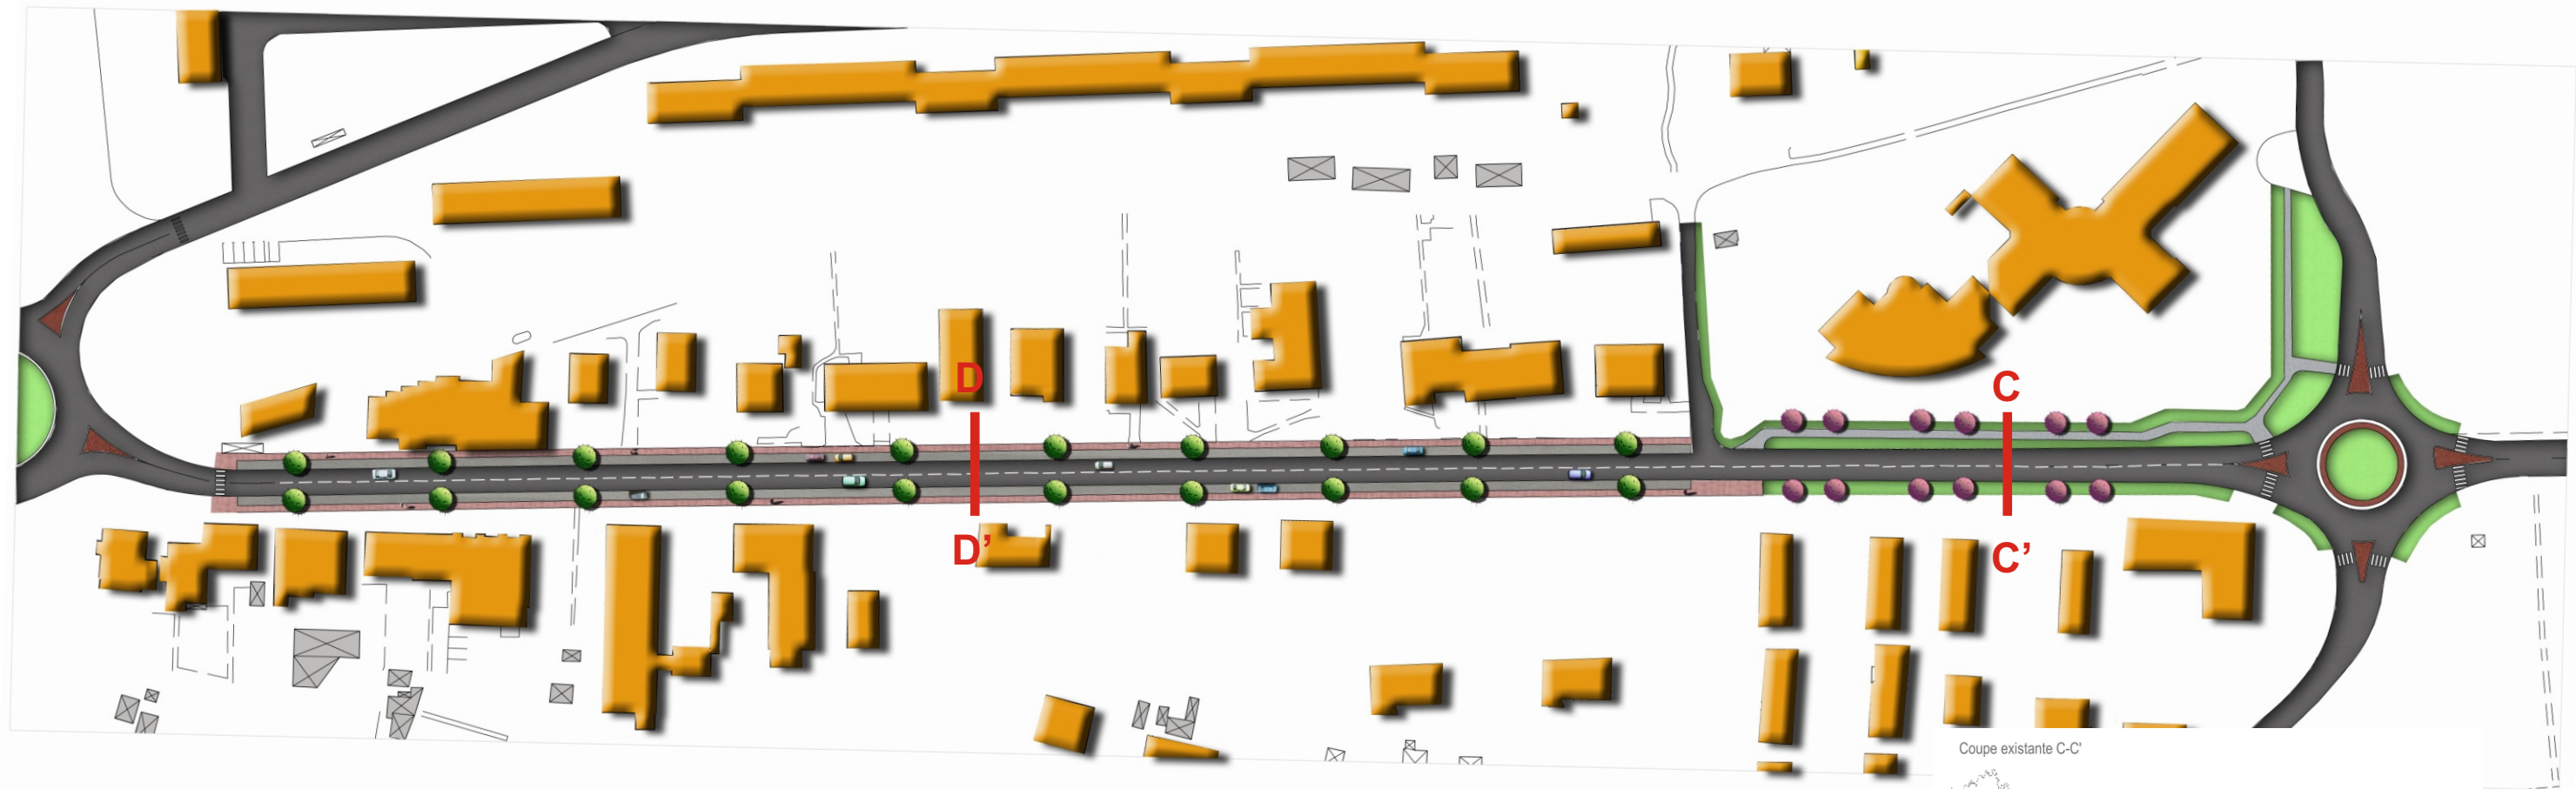 D
C
D’
C’
Coupe existante C-C'